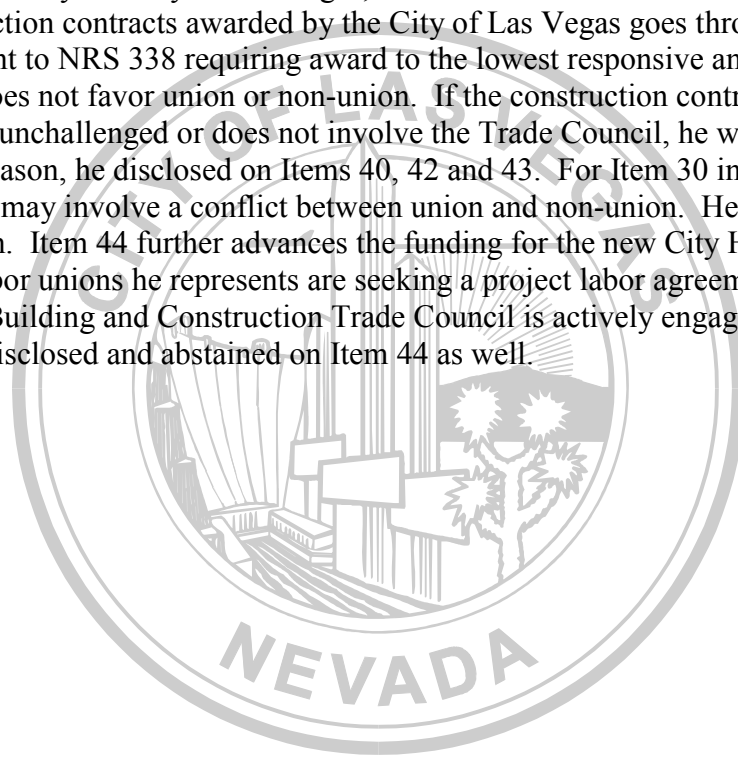 ction contracts awarded by the City of Las Vegas goes thro
nt to NRS 338 requiring award to the lowest responsive an
oes not favor union or non-union. If the construction contr
unchallenged or does not involve the Trade Council, he w
ason, he disclosed on Items 40, 42 and 43. For Item 30 in
may involve a conflict between union and non-union. He
n. Item 44 further advances the funding for the new City H
bor unions he represents are seeking a project labor agreem
Building and Construction Trade Council is actively engag
isclosed and abstained on Item 44 as well.
CITY OF LAS VEGAS
NEVADA